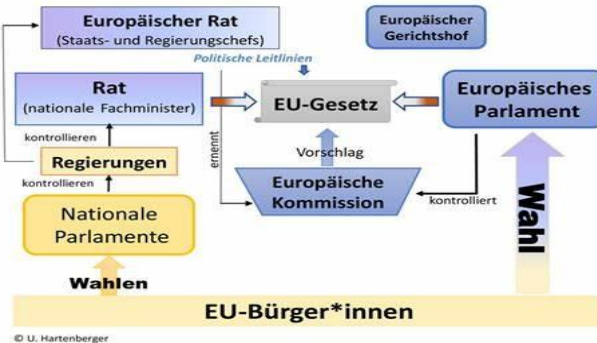 Europäischer Rat
(Staats- und Regierungschefs)
Europäischer
Gerichtshof
Politische Leitlinien
Rat
(nationale Fachminister)
EU-Gesetz
Europäisches
Parlament
kontrollieren
ernennt
Vorschlag
Regierungen
Europäische
Kommission
kontrolliert
kontrollieren
Nationale
Parlamente
Wahl
Wahlen
EU-Bürger*innen
© U. Hartenberger